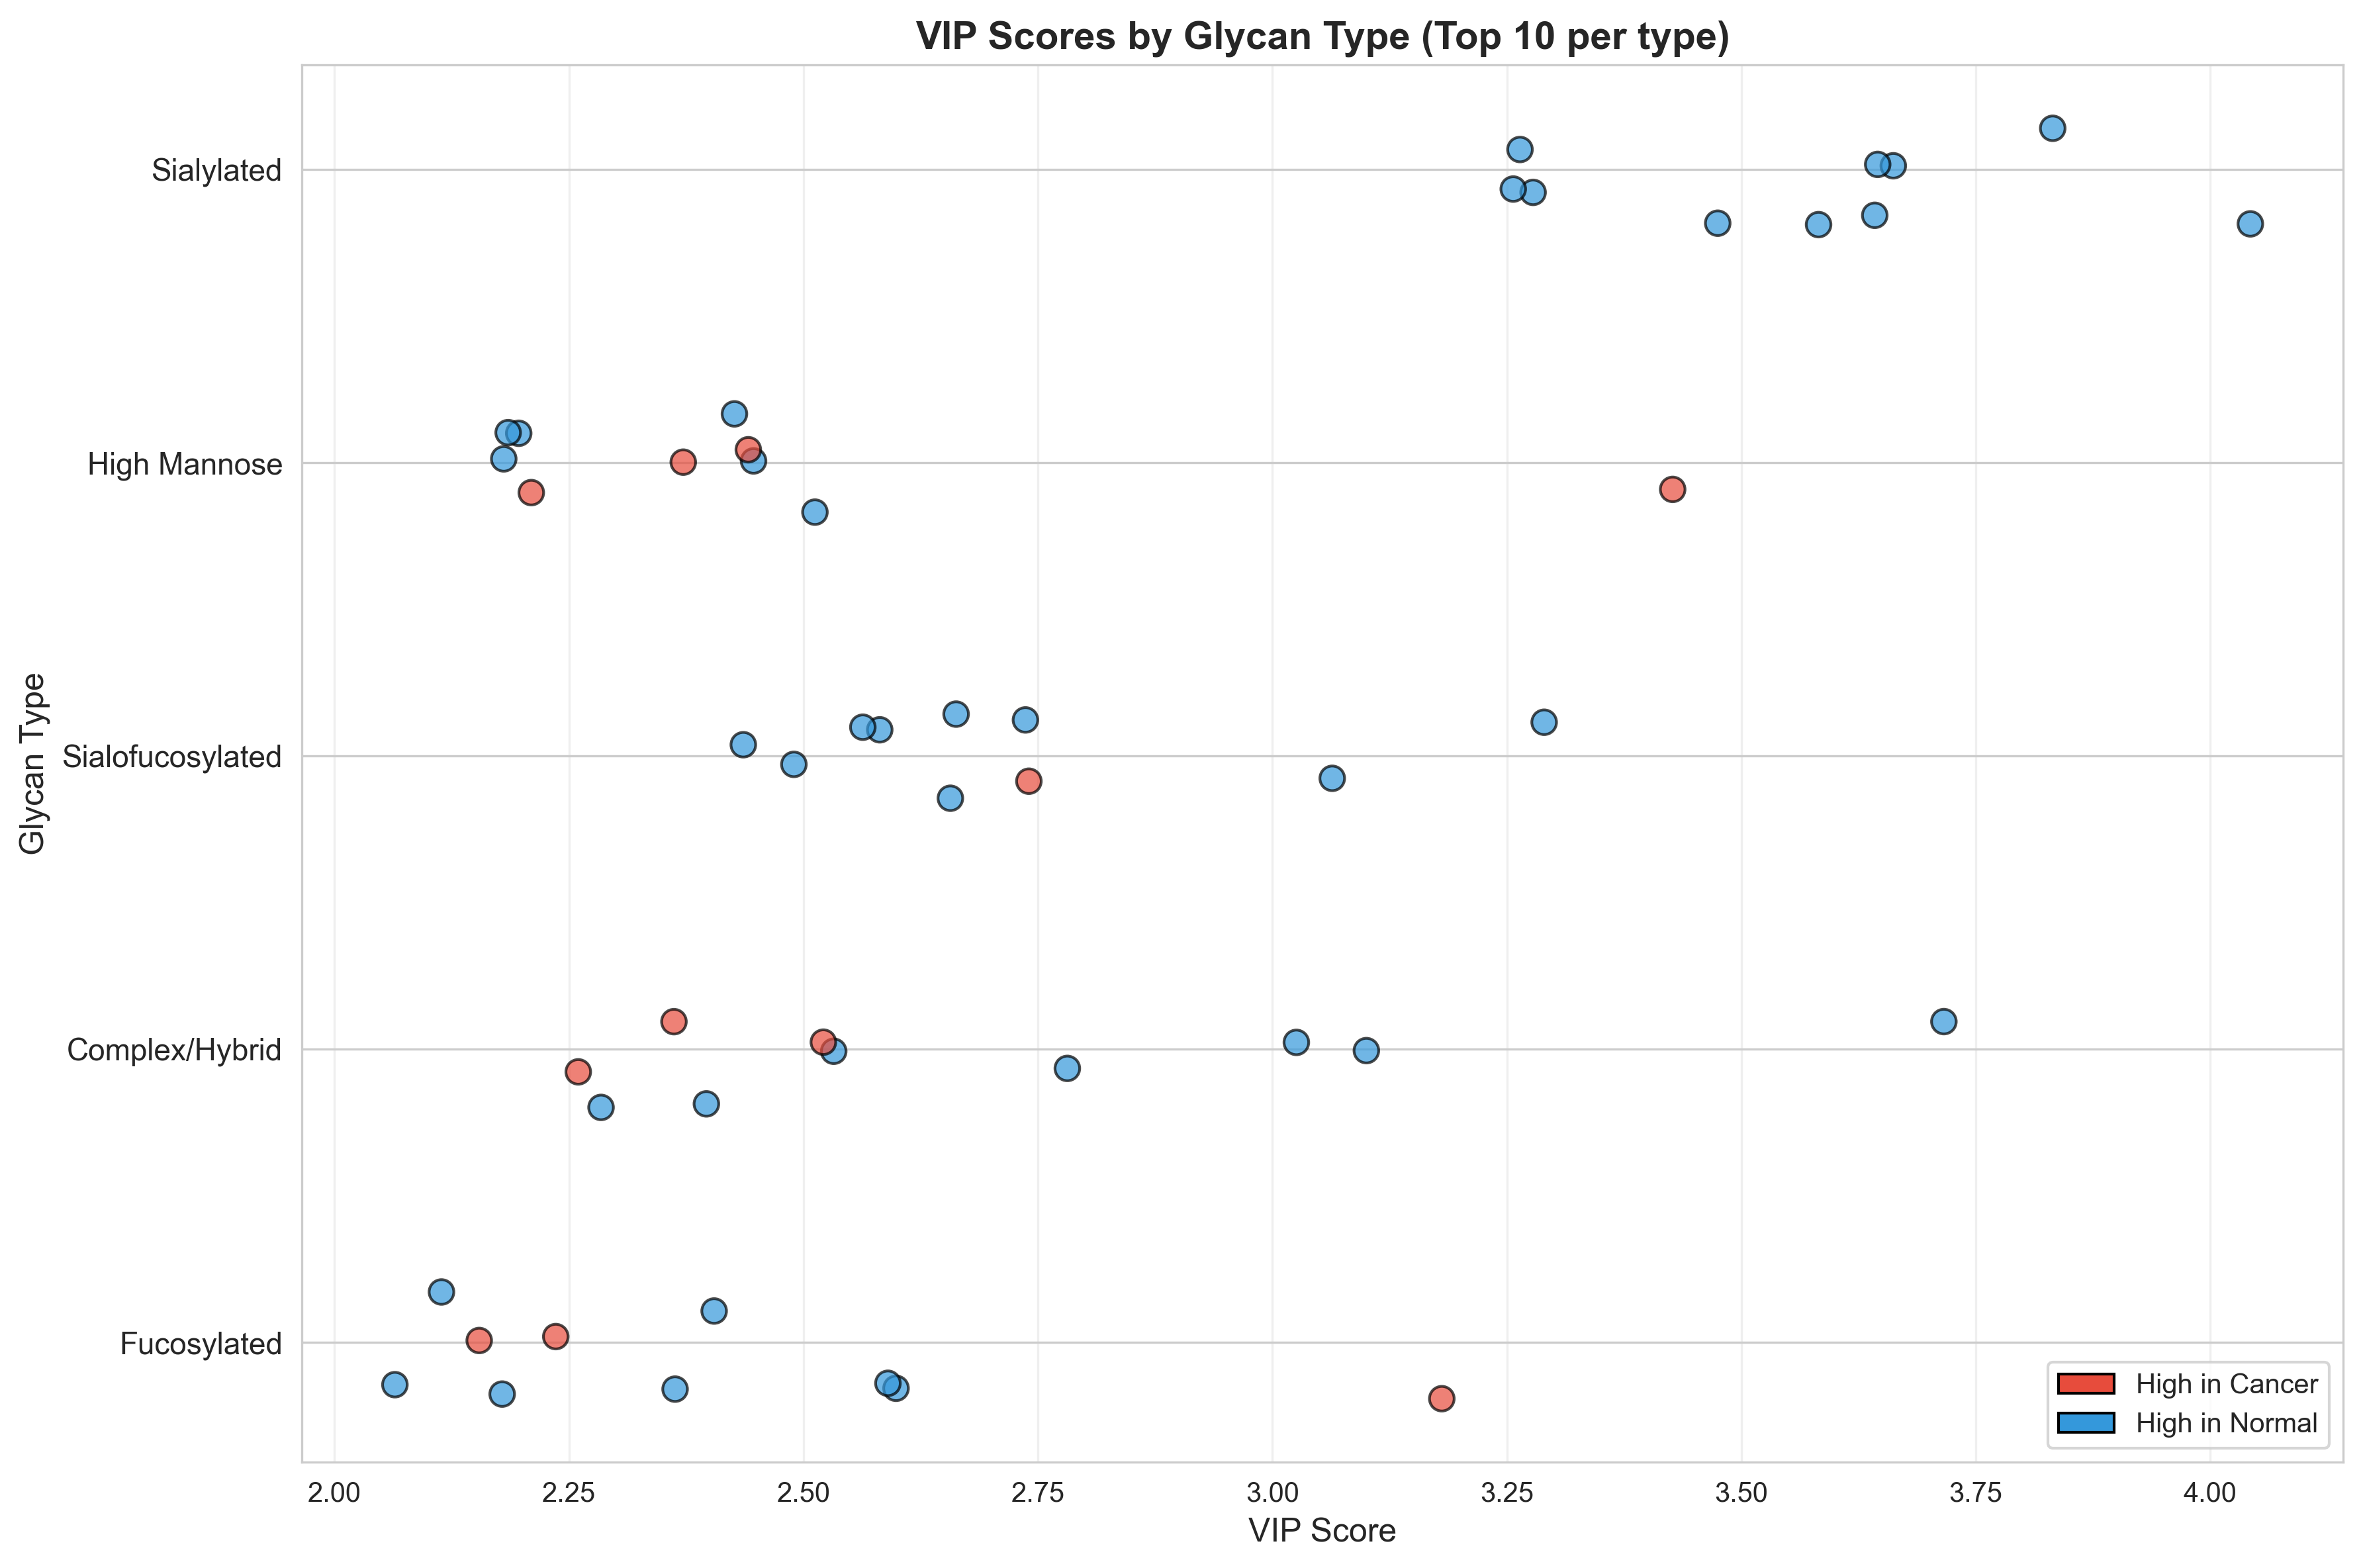 VIP Scores by Glycan Type (Top 10 per type)
Glycan Type
Sialylated
High Mannose
Sialofucosylated
Complex/Hybrid
Fucosylated
High in Cancer
High in Normal
2.00 2.25 2.50 2.75 3.00 3.25 3.50 3.75 4.00
VIP Score